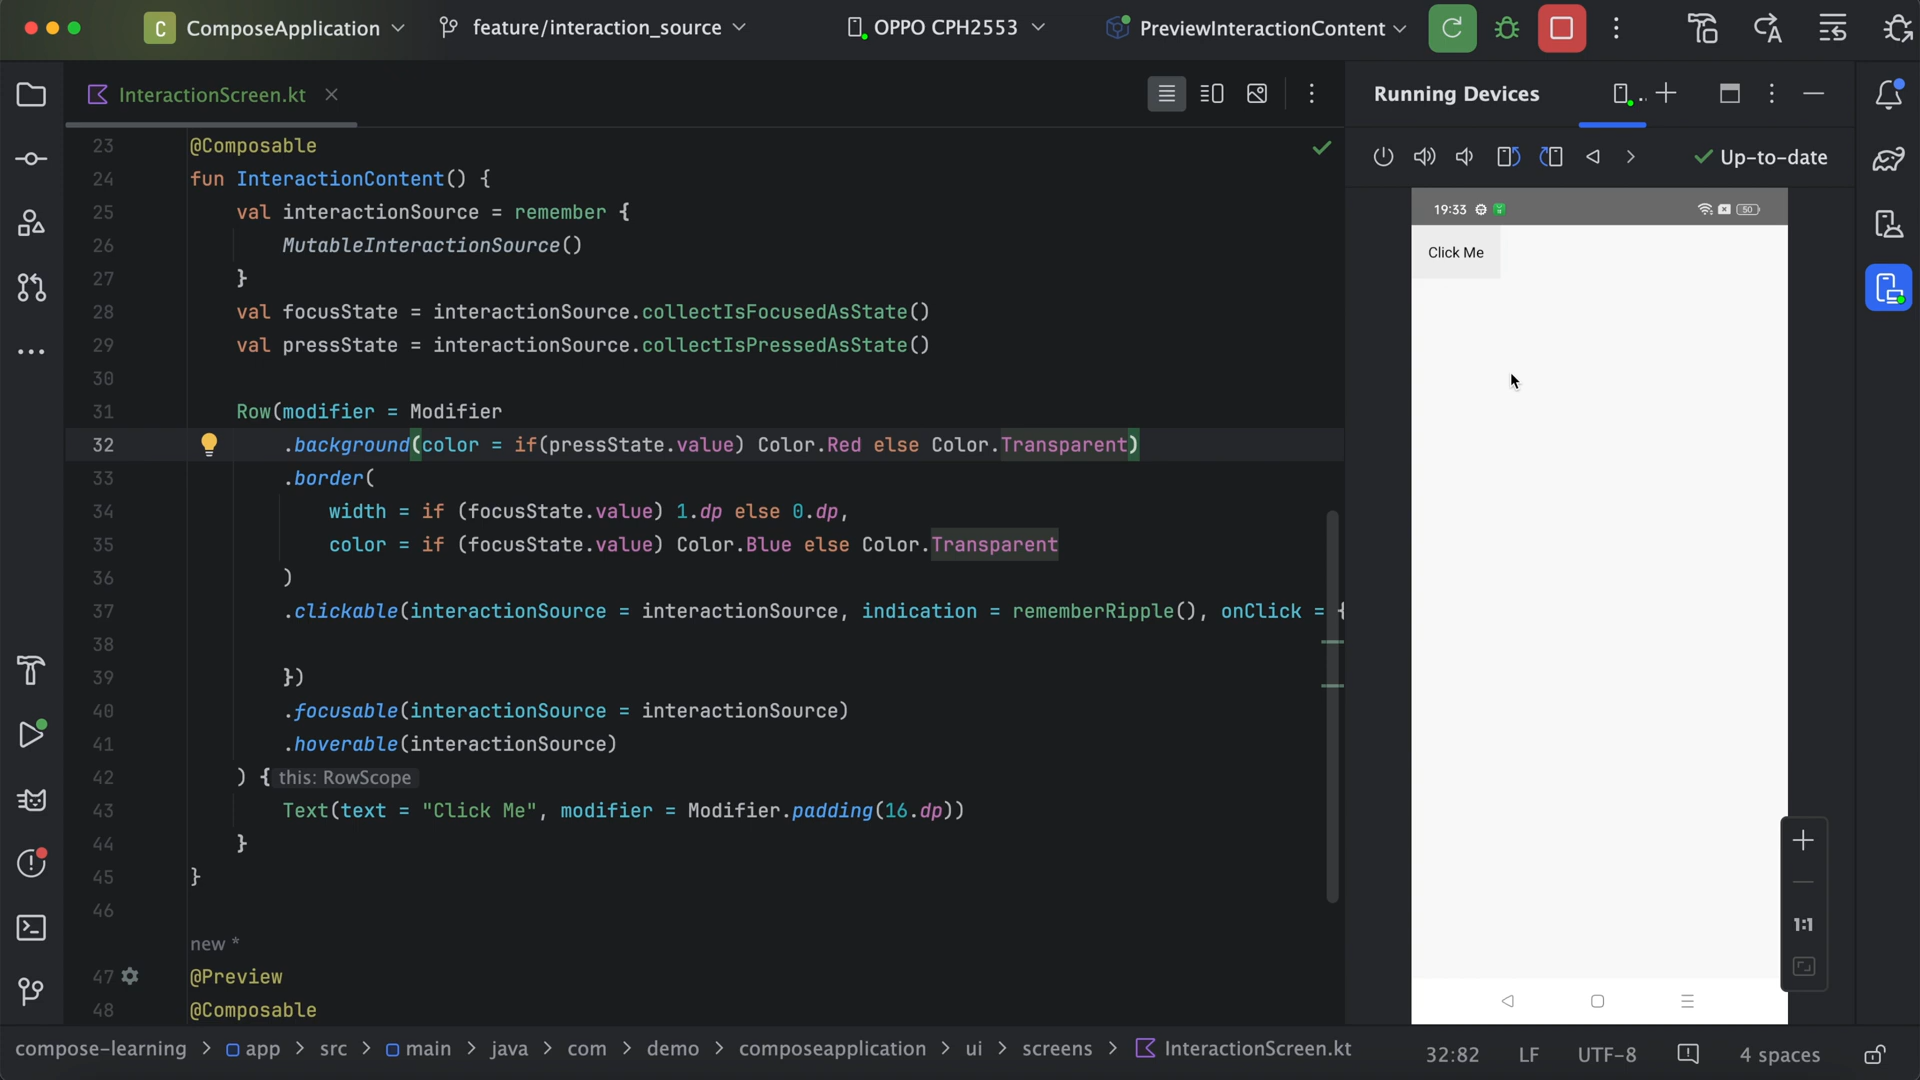 C ComposeApplication feature/interaction_source OPPO CPH2553 PreviewInteractionContent
InteractionScreen.kt
Running Devices
Up-to-date
23 @Composable
24 fun InteractionContent() {
25 val interactionSource = remember {
26 MutableInteractionSource()
27 }
28 val focusState = interactionSource.collectIsFocusedAsState()
29 val pressState = interactionSource.collectIsPressedAsState()
30
31 Row(modifier = Modifier
32 .background(color = if(pressState.value) Color.Red else Color.Transparent)
33 .border(
34 width = if (focusState.value) 1.dp else 0.dp,
35 color = if (focusState.value) Color.Blue else Color.Transparent
36 )
37 .clickable(interactionSource = interactionSource, indication = rememberRipple(), onClick = {
38
39 })
40 .focusable(interactionSource = interactionSource)
41 .hoverable(interactionSource)
42 ) { this: RowScope
43 Text(text = "Click Me", modifier = Modifier.padding(16.dp))
44 }
45 }
46
new *
47 @Preview
48 @Composable
19:33 50
Click Me
1:1
compose-learning > app > src > main > java > com > demo > composeapplication > ui > screens > InteractionScreen.kt
32:82 LF UTF-8 4 spaces